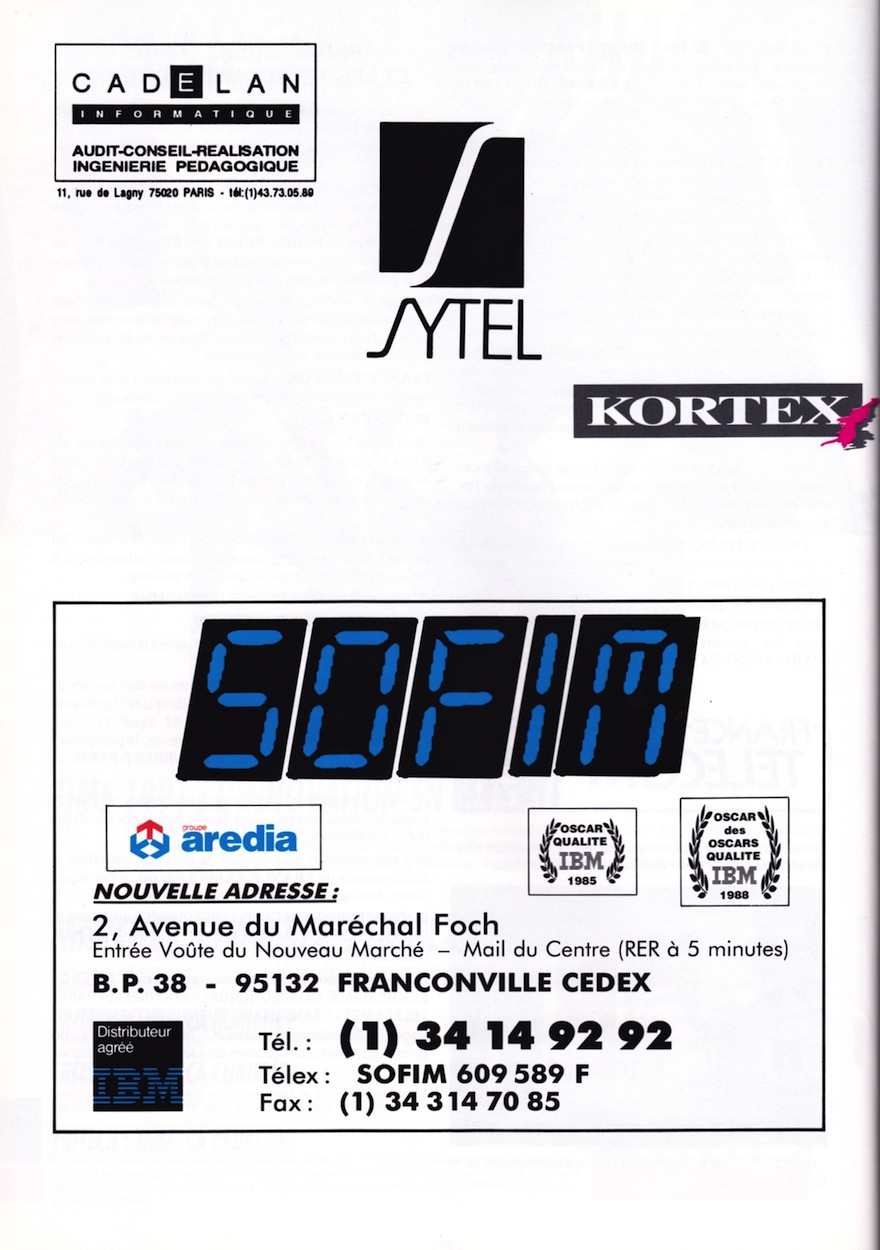 CADELAN
INFORMATIQUE
AUDIT-CONSEIL-REALISATION
INGENIERIE PEDAGOGIQUE
11, rue de Lagny 75020 PARIS - tél:(1)43.73.05.89
SYTEL
KORTEX
SOFIM
groupe
aredia
OSCAR
QUALITE
IBM
1985
OSCAR
des
OSCARS
QUALITE
IBM
1988
NOUVELLE ADRESSE :
2, Avenue du Maréchal Foch
Entrée Voûte du Nouveau Marché – Mail du Centre (RER à 5 minutes)
B.P. 38 - 95132 FRANCONVILLE CEDEX
Distributeur
agréé
IBM
Tél. : (1) 34 14 92 92
Télex : SOFIM 609 589 F
Fax : (1) 34 314 70 85